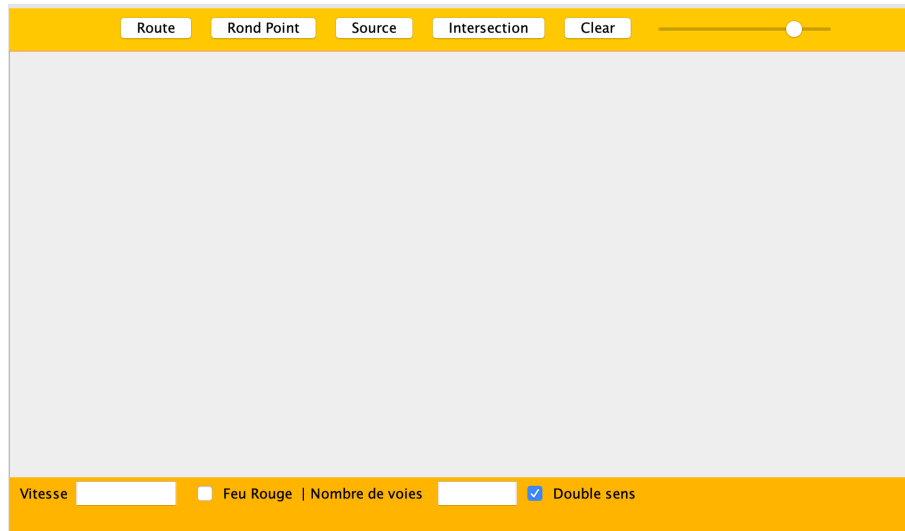 Route Rond Point Source Intersection Clear
Vitesse Feu Rouge | Nombre de voies Double sens